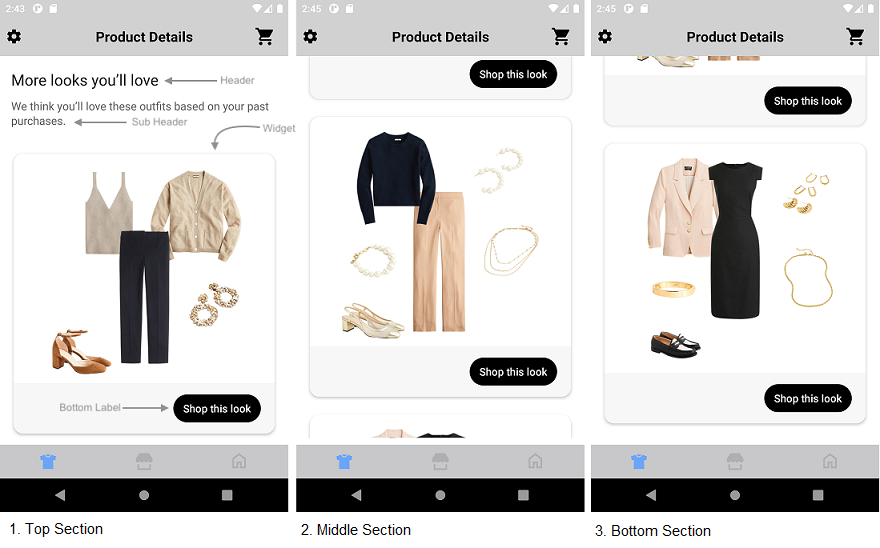 2:43
Product Details
More looks you'll love
Header
We think you'll love these outfits based on your past
purchases.
Sub Header
Widget
Bottom Label
Shop this look
1. Top Section
2:45
Product Details
Shop this look
Shop this look
2. Middle Section
2:45
Product Details
Shop this look
Shop this look
3. Bottom Section